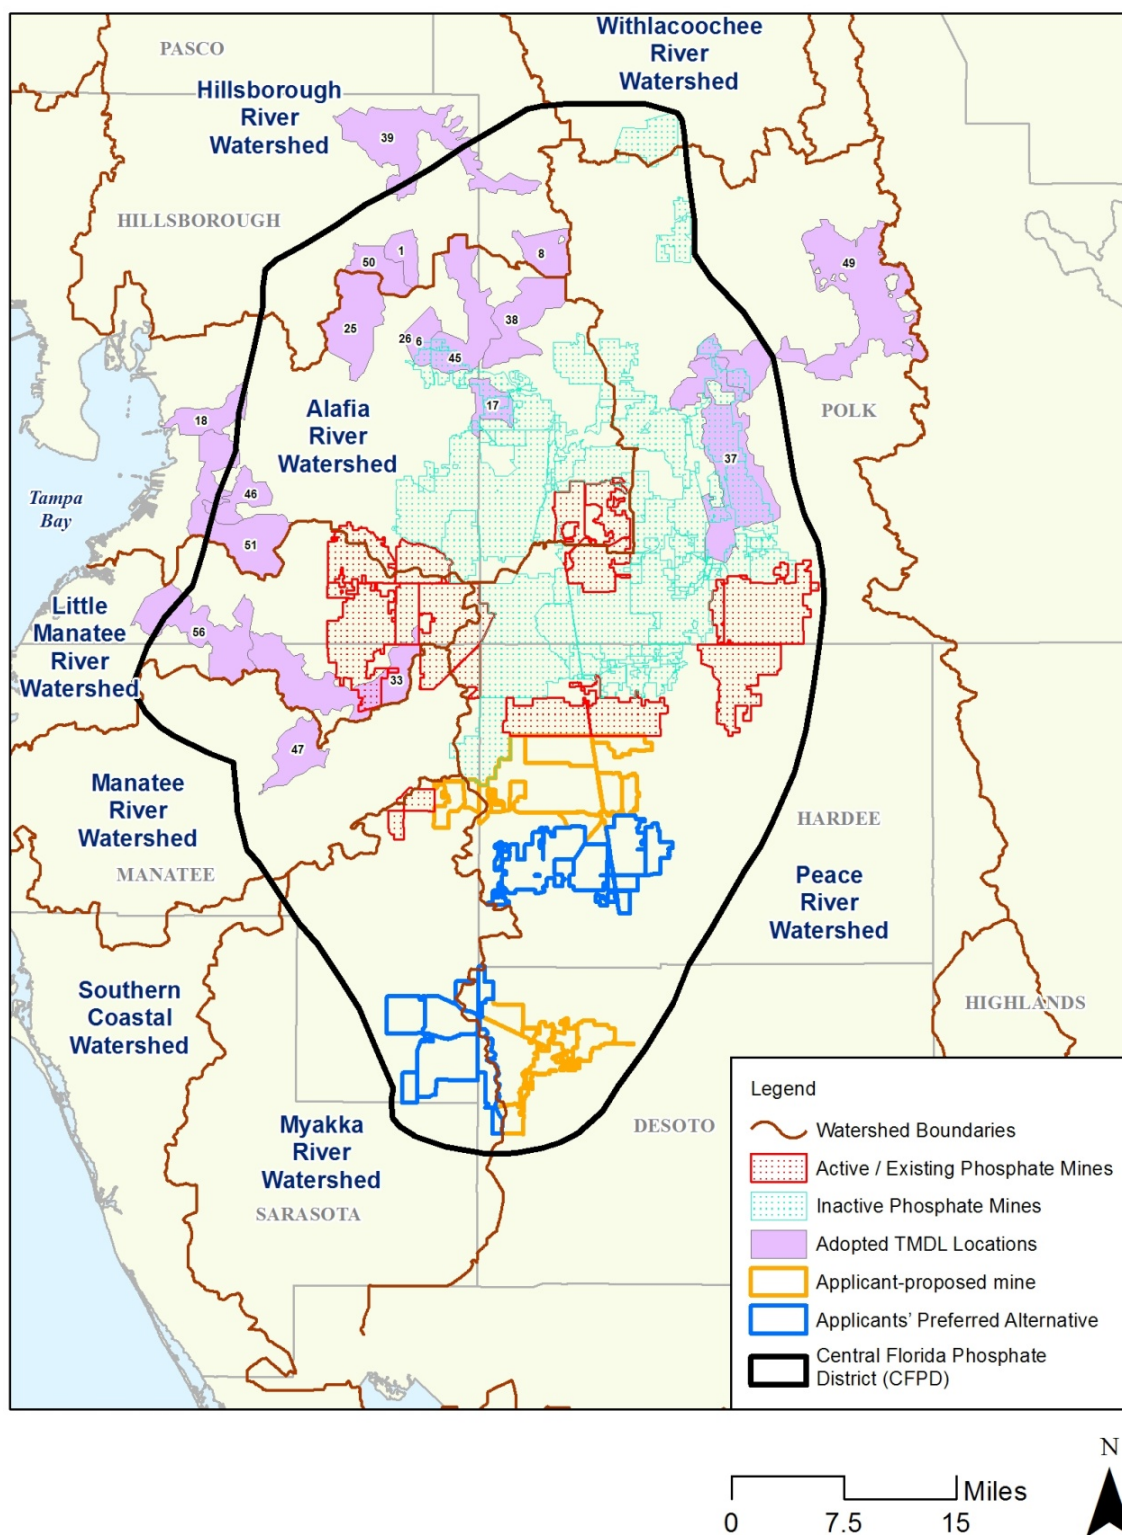 Withlacoochee
River
Watershed
PASCO
Hillsborough
River
Watershed
39
HILLSBOROUGH
1
50
8
49
25
38
26
6
45
17
18
Alafia
River
Watershed
POLK
37
46
Tampa
Bay
51
Little
Manatee
River
Watershed
56
33
47
Manatee
River
Watershed
MANATEE
HARDEE
Peace
River
Watershed
Southern
Coastal
Watershed
HIGHLANDS
Myakka
River
Watershed
DESOTO
SARASOTA
Legend
Watershed Boundaries
Active / Existing Phosphate Mines
Inactive Phosphate Mines
Adopted TMDL Locations
Applicant-proposed mine
Applicants' Preferred Alternative
Central Florida Phosphate
District (CFPD)
N
Miles
0 7.5 15